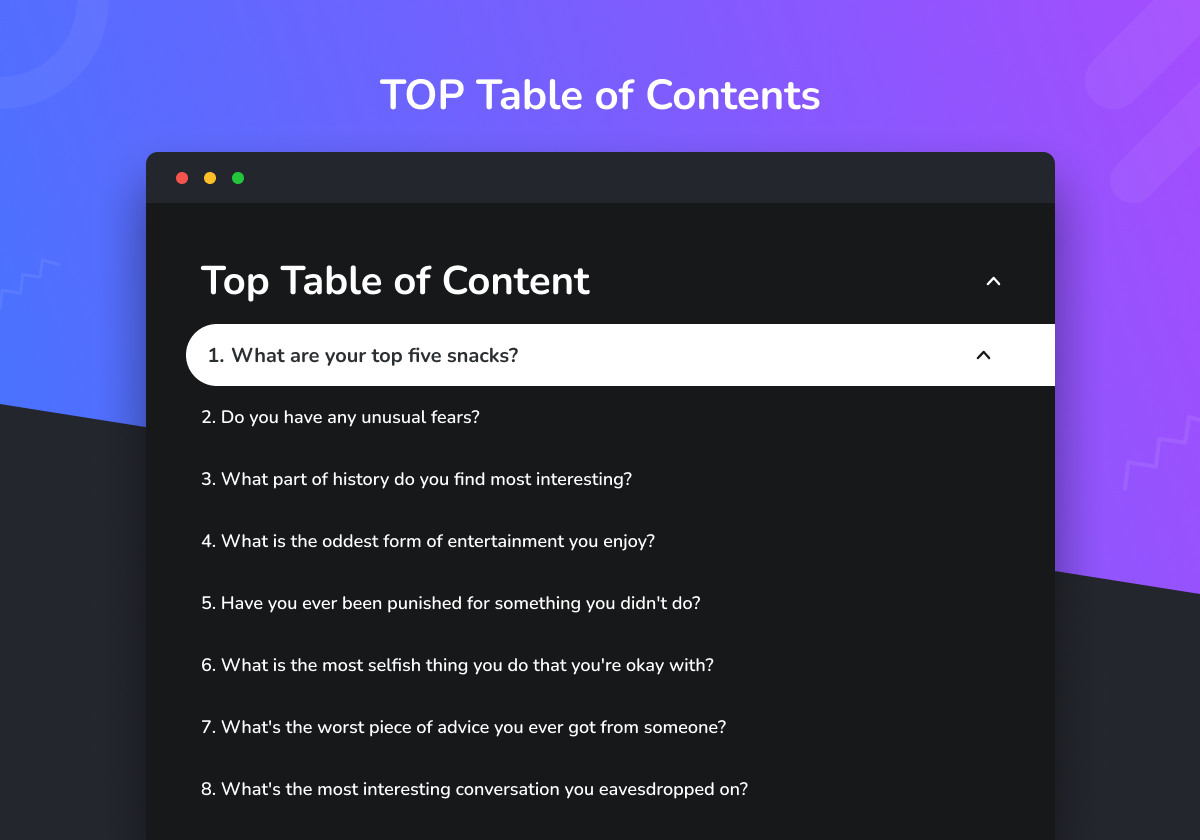 TOP Table of Contents
Top Table of Content
1. What are your top five snacks?
2. Do you have any unusual fears?
3. What part of history do you find most interesting?
4. What is the oddest form of entertainment you enjoy?
5. Have you ever been punished for something you didn't do?
6. What is the most selfish thing you do that you're okay with?
7. What's the worst piece of advice you ever got from someone?
8. What's the most interesting conversation you eavesdropped on?